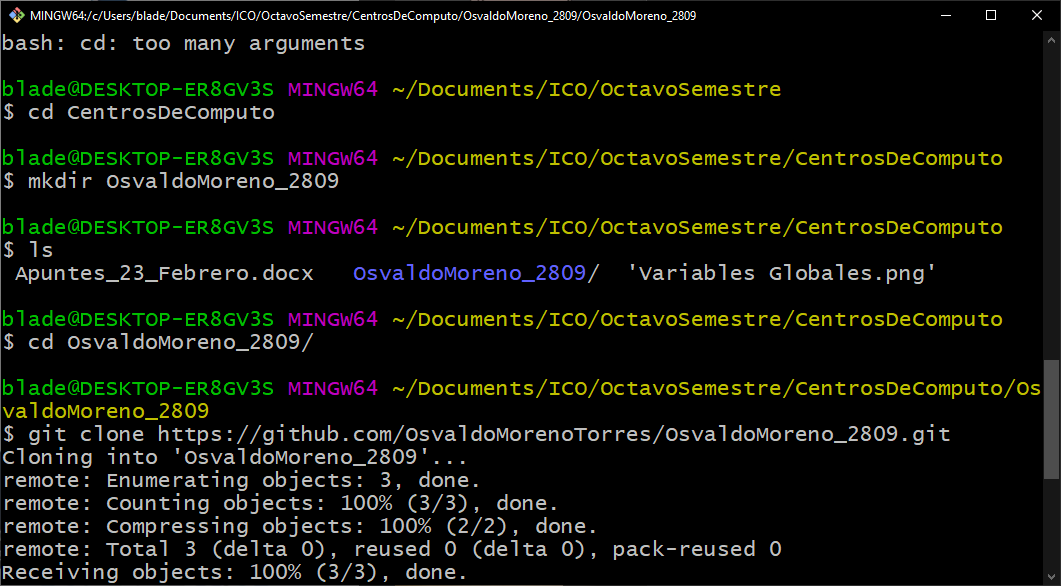 MINGW64:/c/Users/blade/Documents/ICO/OctavoSemestre/CentrosDeComputo/OsvaldoMoreno_2809/OsvaldoMoreno_2809
bash: cd: too many arguments
blade@DESKTOP-ER8GV3S MINGW64 ~/Documents/ICO/OctavoSemestre
$ cd CentrosDeComputo
blade@DESKTOP-ER8GV3S MINGW64 ~/Documents/ICO/OctavoSemestre/CentrosDeComputo
$ mkdir OsvaldoMoreno_2809
blade@DESKTOP-ER8GV3S MINGW64 ~/Documents/ICO/OctavoSemestre/CentrosDeComputo
$ ls
Apuntes_23_Febrero.docx OsvaldoMoreno_2809/ 'Variables Globales.png'
blade@DESKTOP-ER8GV3S MINGW64 ~/Documents/ICO/OctavoSemestre/CentrosDeComputo
$ cd OsvaldoMoreno_2809/
blade@DESKTOP-ER8GV3S MINGW64 ~/Documents/ICO/OctavoSemestre/CentrosDeComputo/Os
valdoMoreno_2809
$ git clone https://github.com/OsvaldoMorenoTorres/OsvaldoMoreno_2809.git
Cloning into 'OsvaldoMoreno_2809'...
remote: Enumerating objects: 3, done.
remote: Counting objects: 100% (3/3), done.
remote: Compressing objects: 100% (2/2), done.
remote: Total 3 (delta 0), reused 0 (delta 0), pack-reused 0
Receiving objects: 100% (3/3), done.